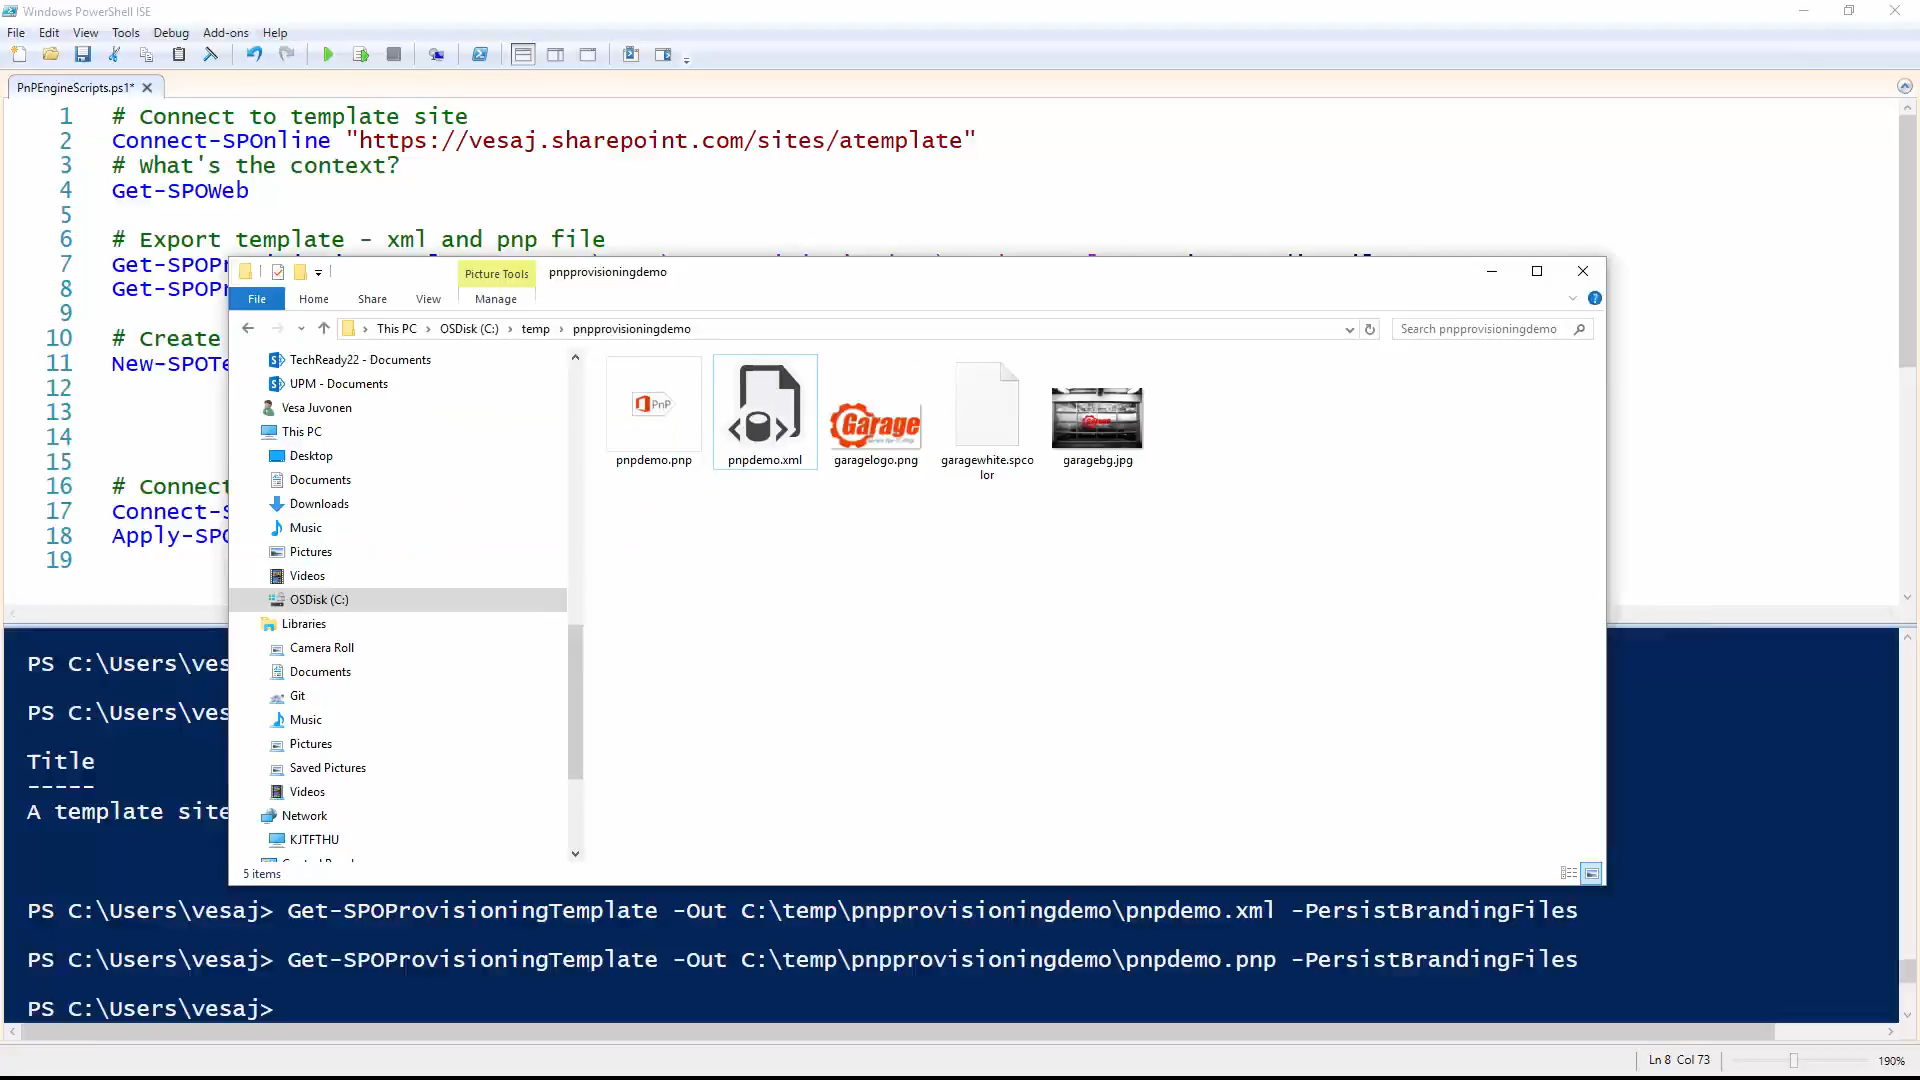 Windows PowerShell ISE
File Edit View Tools Debug Add-ons Help
PnPEngineScripts.ps1*
1 # Connect to template site
2 Connect-SPOnline "https://vesaj.sharepoint.com/sites/atemplate"
3 # What's the context?
4 Get-SPOWeb
5
6 # Export template - xml and pnp file
7 Get-SPOPr
8 Get-SPOPr
9
10 # Create
11 New-SPOTe
12
13
14
15
16 # Connect
17 Connect-S
18 Apply-SPO
19
Picture Tools pnpprovisioningdemo
File Home Share View Manage
This PC OSDisk (C:) temp pnpprovisioningdemo Search pnpprovisioningdemo
TechReady22 - Documents
UPM - Documents
Vesa Juvonen
This PC
Desktop
Documents
Downloads
Music
Pictures
Videos
OSDisk (C:)
Libraries
Camera Roll
Documents
Git
Music
Pictures
Saved Pictures
Videos
Network
KJTFTHU
PnP
Garage
pnpdemo.pnp pnpdemo.xml garagelogo.png garagewhite.spco garagebg.jpg
lor
5 items
PS C:\Users\ves
PS C:\Users\ves
Title
-----
A template site
PS C:\Users\vesaj> Get-SPOProvisioningTemplate -Out C:\temp\pnpprovisioningdemo\pnpdemo.xml -PersistBrandingFiles
PS C:\Users\vesaj> Get-SPOProvisioningTemplate -Out C:\temp\pnpprovisioningdemo\pnpdemo.pnp -PersistBrandingFiles
PS C:\Users\vesaj>
Ln 8 Col 73 190%